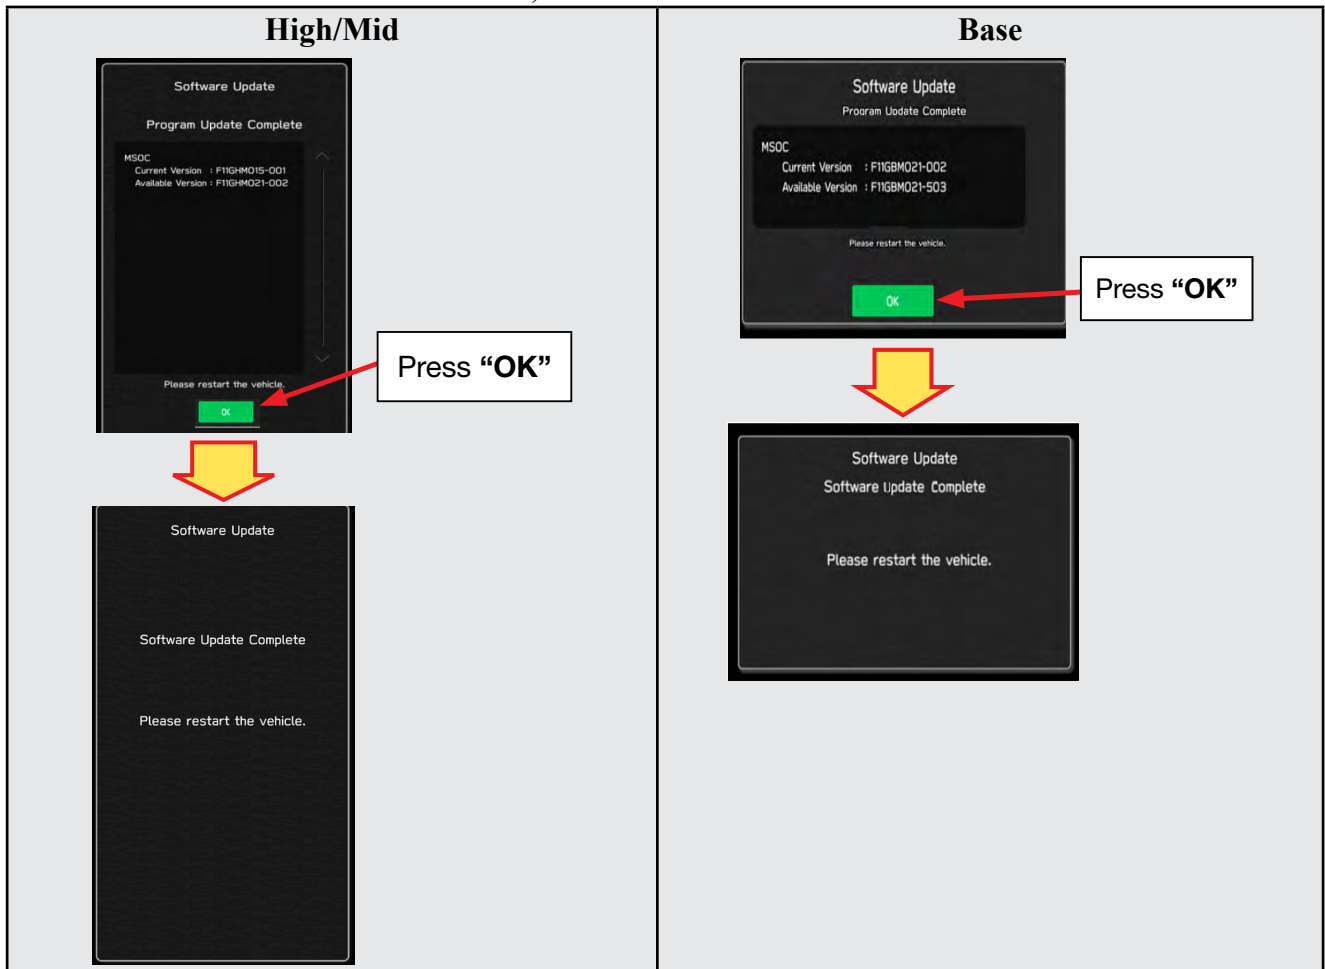 High/Mid
Software Update
Program Update Complete
MSOC
Current Version : F11GHM015-001
Available Version : F11GHM021-002
Please restart the vehicle.
OK
Press “OK”
Software Update
Software Update Complete
Please restart the vehicle.
Base
Software Update
Program Update Complete
MSOC
Current Version : F11GBM021-002
Available Version : F11GBM021-503
Please restart the vehicle.
OK
Press “OK”
Software Update
Software Update Complete
Please restart the vehicle.